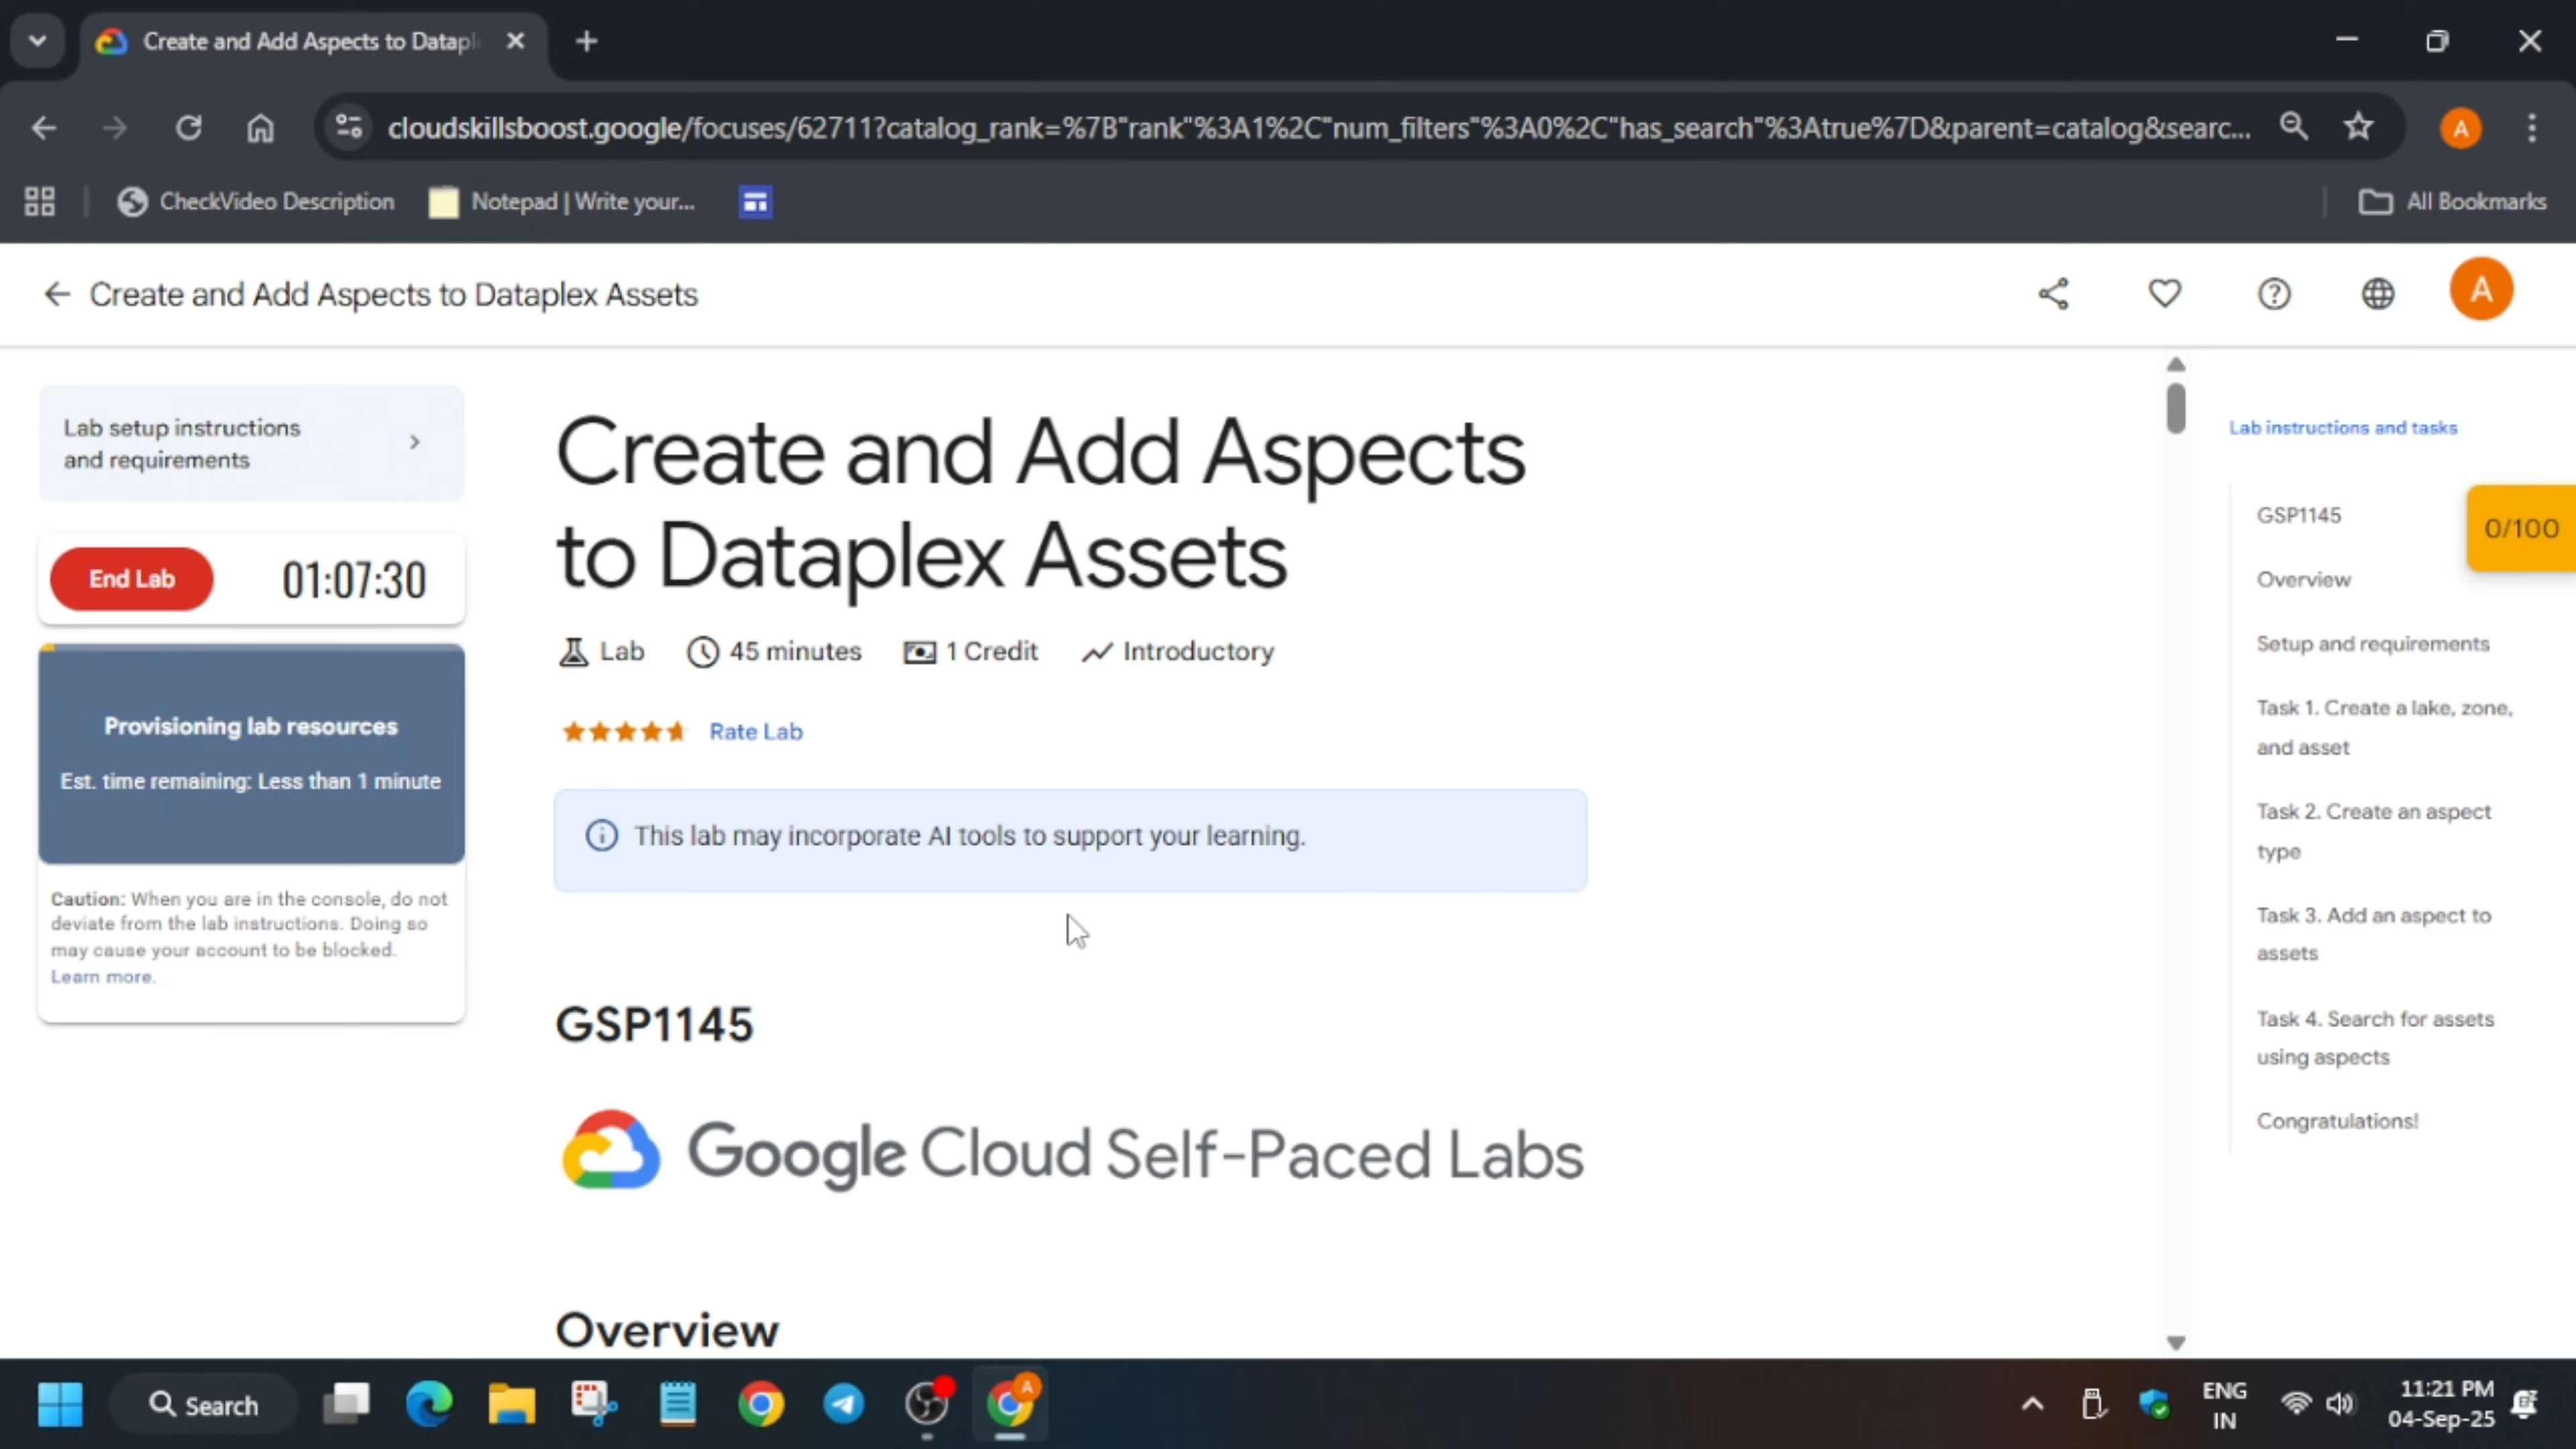 Create and Add Aspects to Datapl
cloudskillsboost.google/focuses/62711?catalog_rank=%7B"rank"%3A1%2C"num_filters"%3A0%2C"has_search"%3Atrue%7D&parent=catalog&searc...
A
CheckVideo Description
Notepad | Write your...
All Bookmarks
Create and Add Aspects to Dataplex Assets
A
Lab setup instructions
and requirements
End Lab
01:07:30
Provisioning lab resources
Est. time remaining: Less than 1 minute
Caution: When you are in the console, do not
deviate from the lab instructions. Doing so
may cause your account to be blocked.
Learn more.
Create and Add Aspects
to Dataplex Assets
Lab
45 minutes
1 Credit
Introductory
Rate Lab
This lab may incorporate AI tools to support your learning.
GSP1145
Google Cloud Self-Paced Labs
Overview
Lab instructions and tasks
GSP1145
0/100
Overview
Setup and requirements
Task 1. Create a lake, zone,
and asset
Task 2. Create an aspect
type
Task 3. Add an aspect to
assets
Task 4. Search for assets
using aspects
Congratulations!
Search
A
ENG
IN
11:21 PM
04-Sep-25